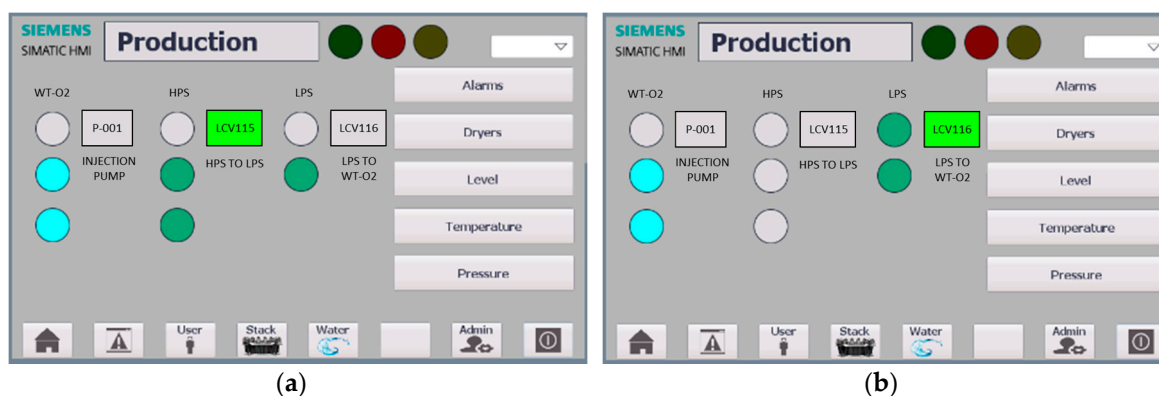 SIEMENS
SIMATIC HMI
Production
WT-O2
HPS
LPS
P-001
LCV115
LCV116
INJECTION
PUMP
HPS TO LPS
LPS TO
WT-O2
Alarms
Dryers
Level
Temperature
Pressure
User
Stack
Water
Admin
(a)
SIEMENS
SIMATIC HMI
Production
WT-O2
HPS
LPS
P-001
LCV115
LCV116
INJECTION
PUMP
HPS TO LPS
LPS TO
WT-O2
Alarms
Dryers
Level
Temperature
Pressure
User
Stack
Water
Admin
(b)